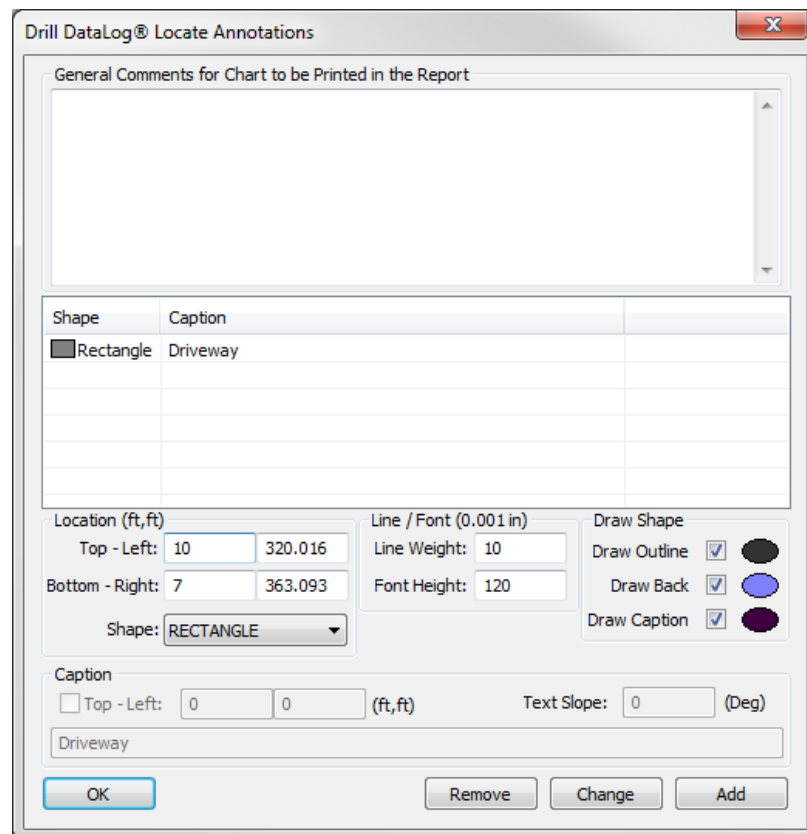 Drill DataLog® Locate Annotations
General Comments for Chart to be Printed in the Report
Shape Caption
Rectangle Driveway
Location (ft,ft) Line / Font (0.001 in) Draw Shape
Top - Left: 10 320.016 Line Weight: 10 Draw Outline
Bottom - Right: 7 363.093 Font Height: 120 Draw Back
Shape: RECTANGLE Draw Caption
Caption
Top - Left: 0 0 (ft,ft) Text Slope: 0 (Deg)
Driveway
OK Remove Change Add